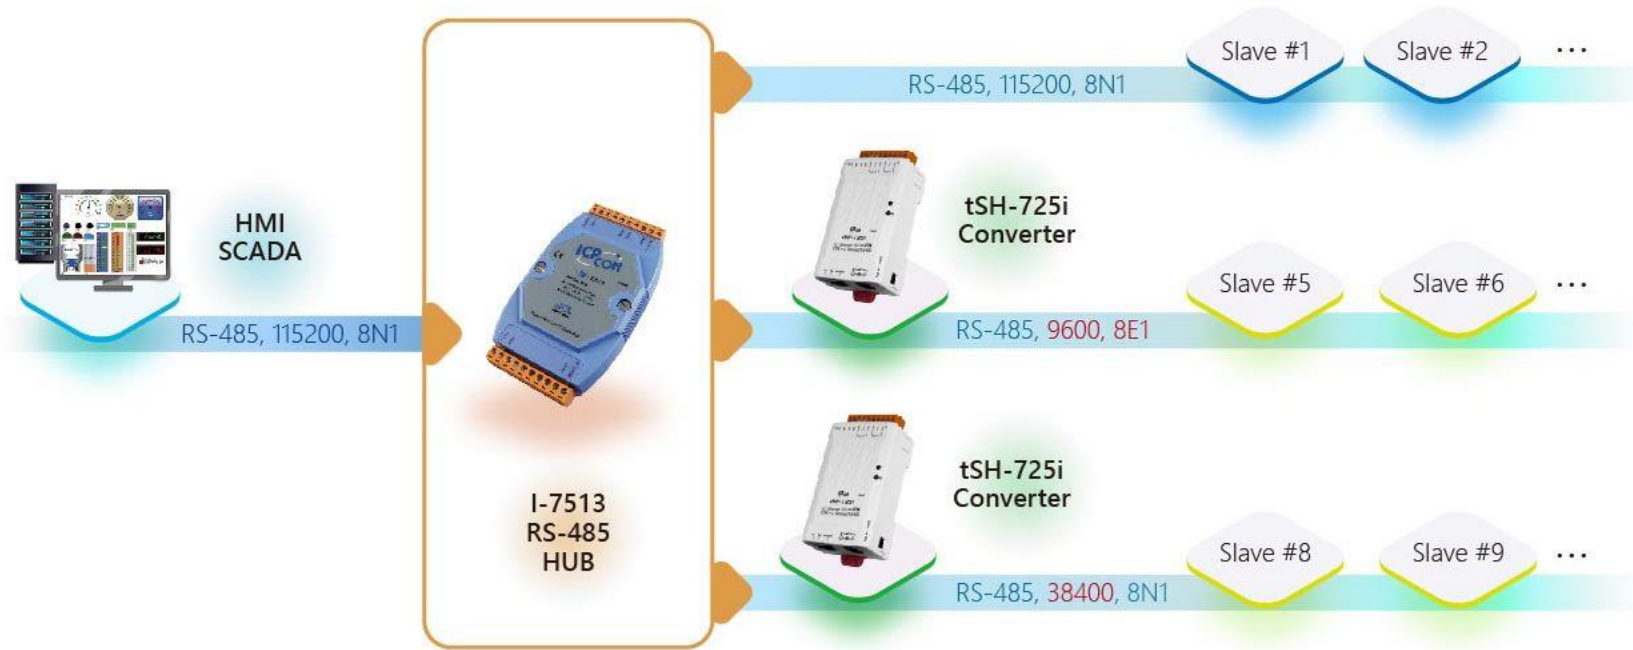 Slave #1
Slave #2
...
RS-485, 115200, 8N1
tSH-725i
Converter
HMI
SCADA
ICP
CON
Slave #5
Slave #6
...
RS-485, 115200, 8N1
RS-485, 9600, 8E1
tSH-725i
Converter
I-7513
RS-485
HUB
Slave #8
Slave #9
...
RS-485, 38400, 8N1